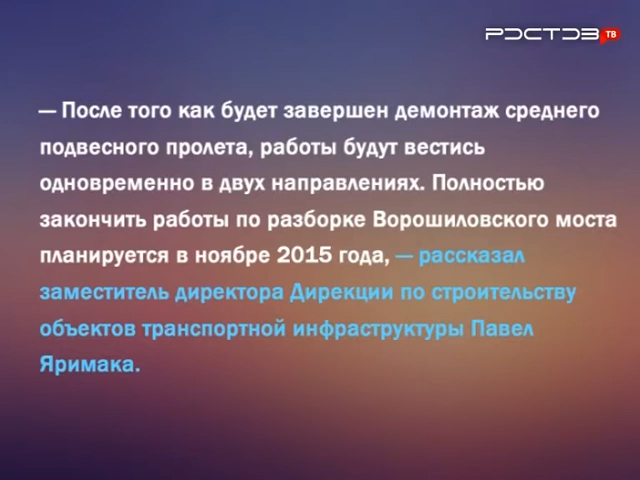 РОСТОВ ТВ
— После того как будет завершен демонтаж среднего
подвесного пролета, работы будут вестись
одновременно в двух направлениях. Полностью
закончить работы по разборке Ворошиловского моста
планируется в ноябре 2015 года, — рассказал
заместитель директора Дирекции по строительству
объектов транспортной инфраструктуры Павел
Яримака.